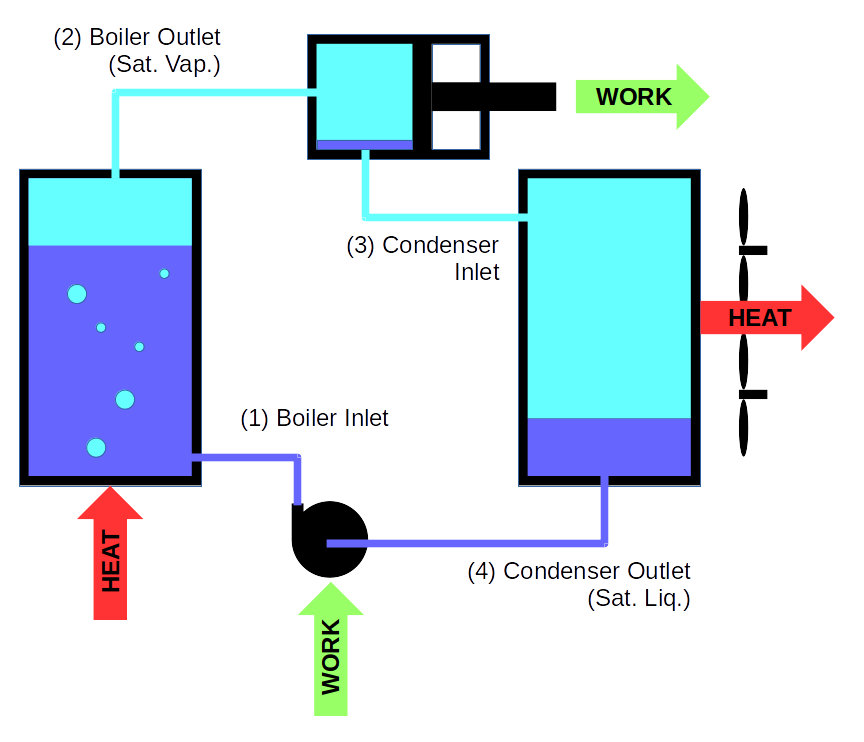 (2) Boiler Outlet
(Sat. Vap.)
WORK
(3) Condenser
Inlet
HEAT
(1) Boiler Inlet
HEAT
(4) Condenser Outlet
(Sat. Liq.)
WORK